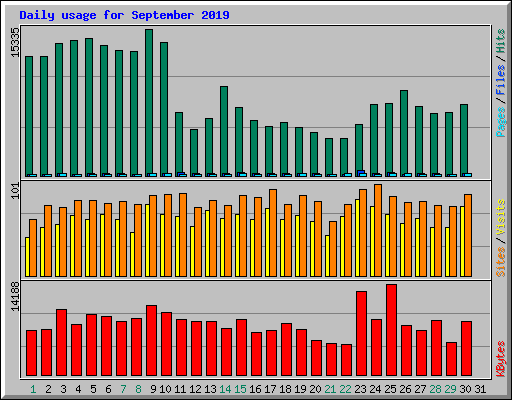 Daily usage for September 2019
15335
Pages / Files / Hits
101
Sites / Visits
14188
KBytes
1 2 3 4 5 6 7 8 9 10 11 12 13 14 15 16 17 18 19 20 21 22 23 24 25 26 27 28 29 30 31